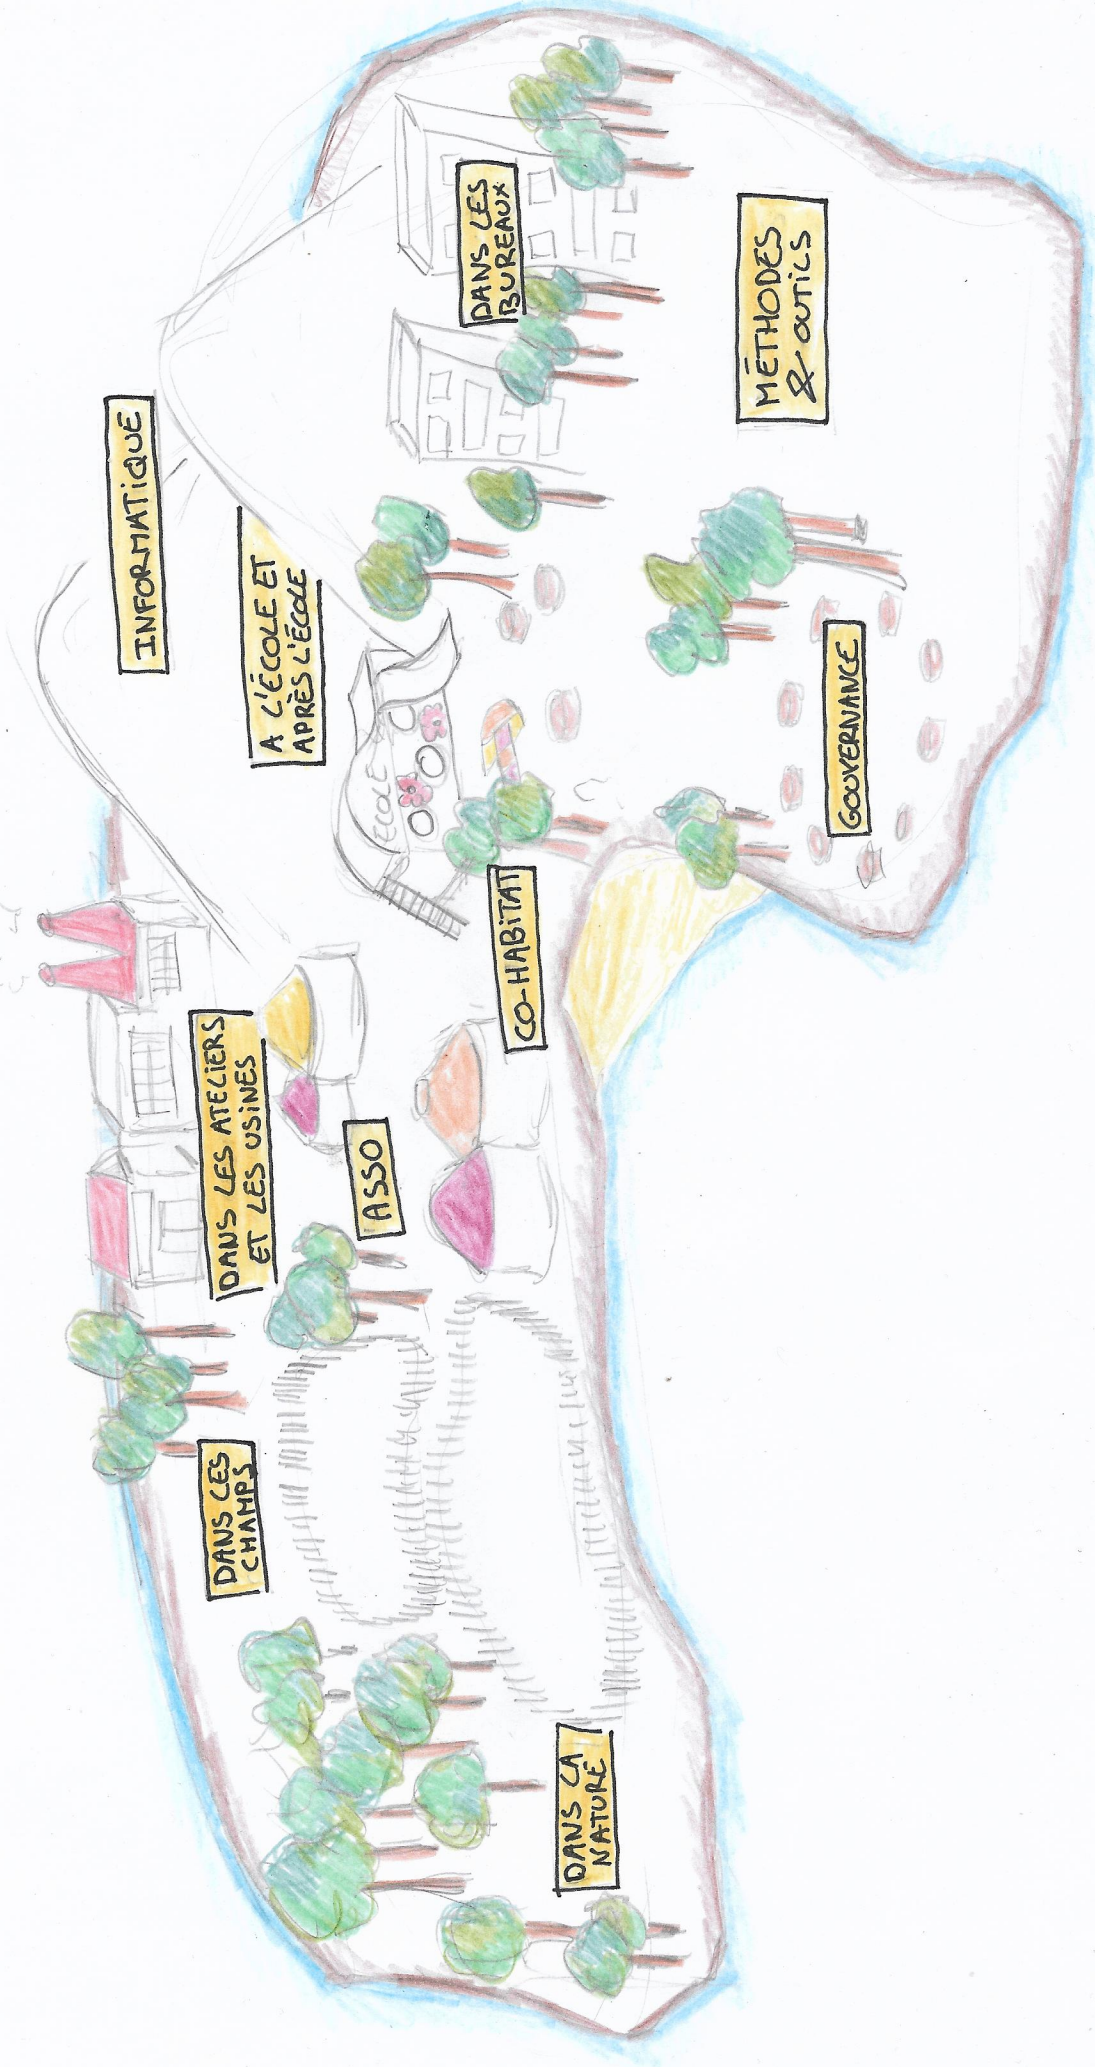 INFORMATIQUE
DANS LES ATELIERS
ET LES USINES
DANS LES
CHAMPS
A L'ÉCOLE ET
APRÈS L'ÉCOLE
ASSO
ECOLE
DANS LES
BUREAUX
CO-HABITAT
DANS LA
NATURE
MÉTHODES
& OUTILS
GOUVERNANCE